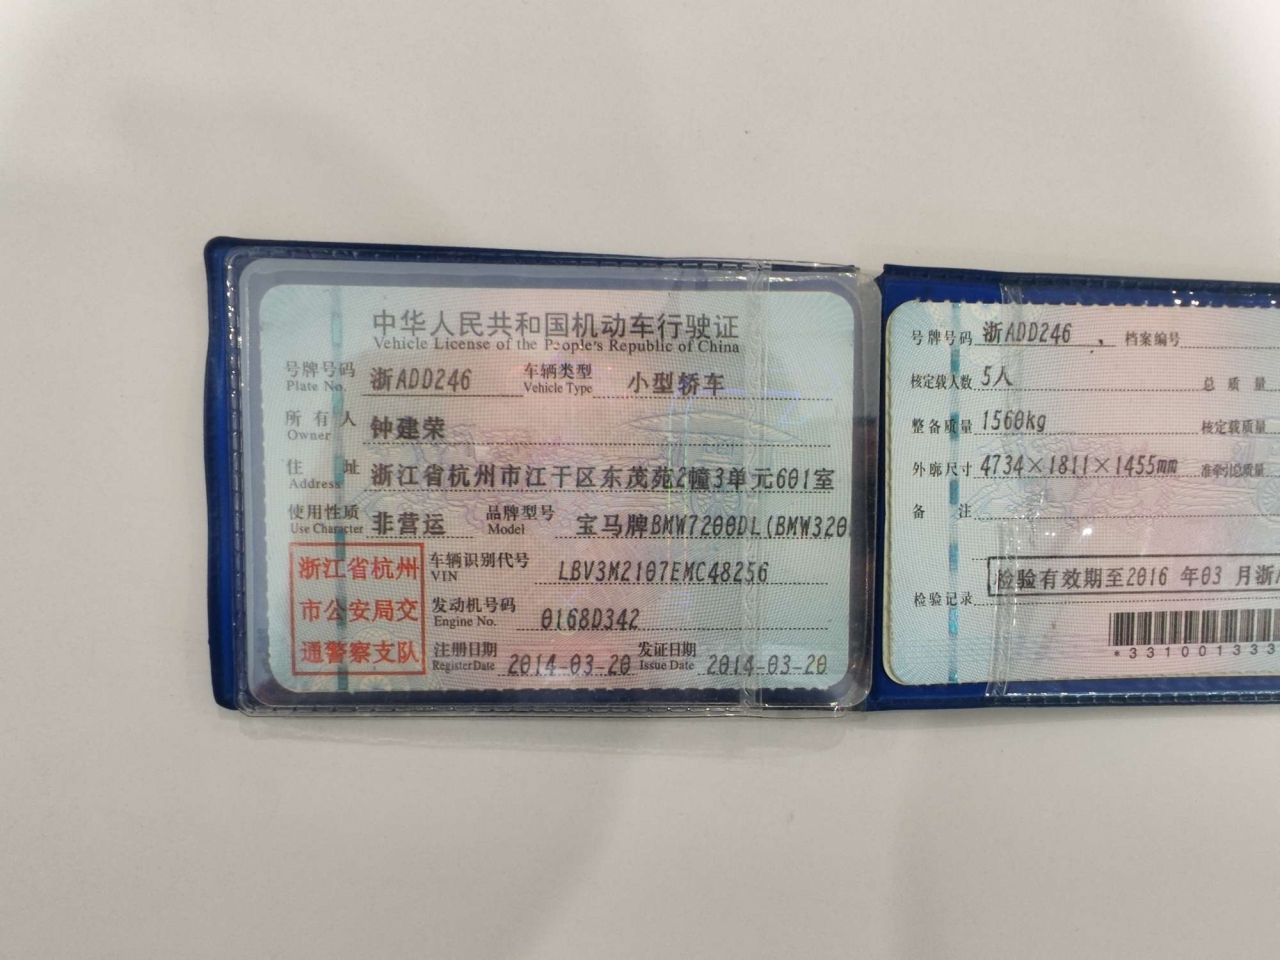 中华人民共和国机动车行驶证
Vehicle License of the People's Republic of China
号牌号码 浙ADD246 车辆类型 小型轿车
Plate No. Vehicle Type
所有人 钟建荣
Owner
住址 浙江省杭州市江干区东茂苑2幢3单元601室
Address
使用性质 非营运 品牌型号 宝马牌BMW7200DL(BMW320
Use Character Model
浙江省杭州
市公安局交
通警察支队
车辆识别代号 LBV3M2107EMC48256
VIN
发动机号码 0168D342
Engine No.
注册日期 2014-03-20 发证日期 2014-03-20
Register Date Issue Date
号牌号码 浙ADD246 档案编号
核定载人数 5人 总质量
整备质量 1560kg 核定载质量
外廓尺寸 4734×1811×1455mm 准牵引总质量
备注
检验有效期至2016 年03 月浙A
检验记录
*331001333